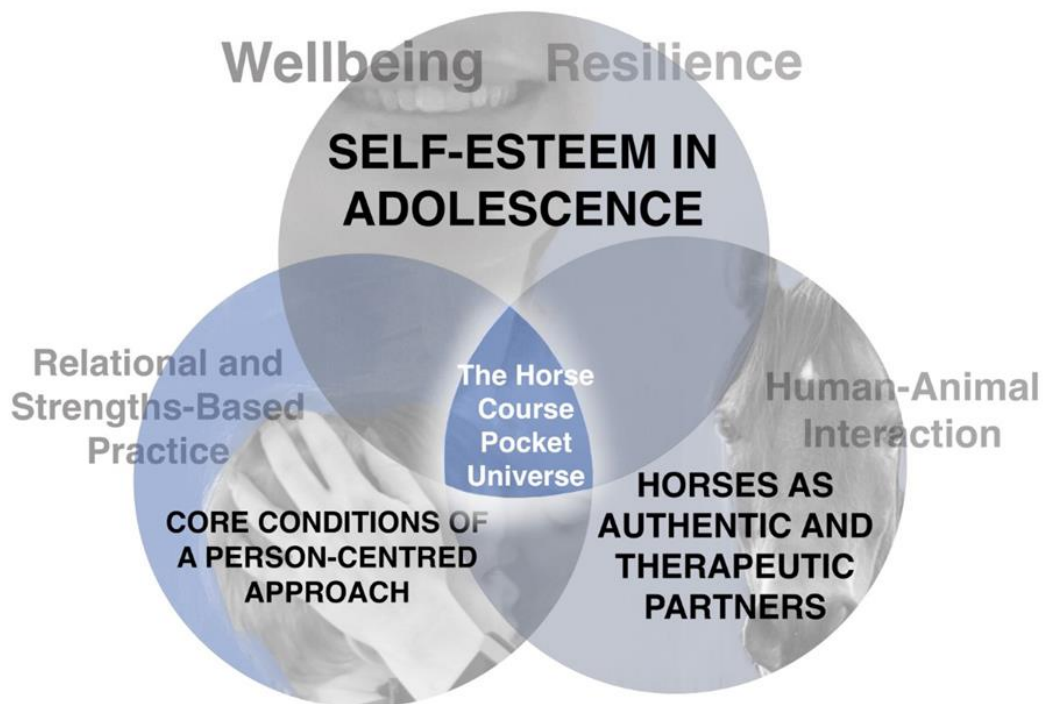 Wellbeing Resilience
SELF-ESTEEM IN
ADOLESCENCE
Relational and
Strengths-Based
Practice
The Horse
Course
Pocket
Universe
Human-Animal
Interaction
CORE CONDITIONS OF
A PERSON-CENTRED
APPROACH
HORSES AS
AUTHENTIC AND
THERAPEUTIC
PARTNERS